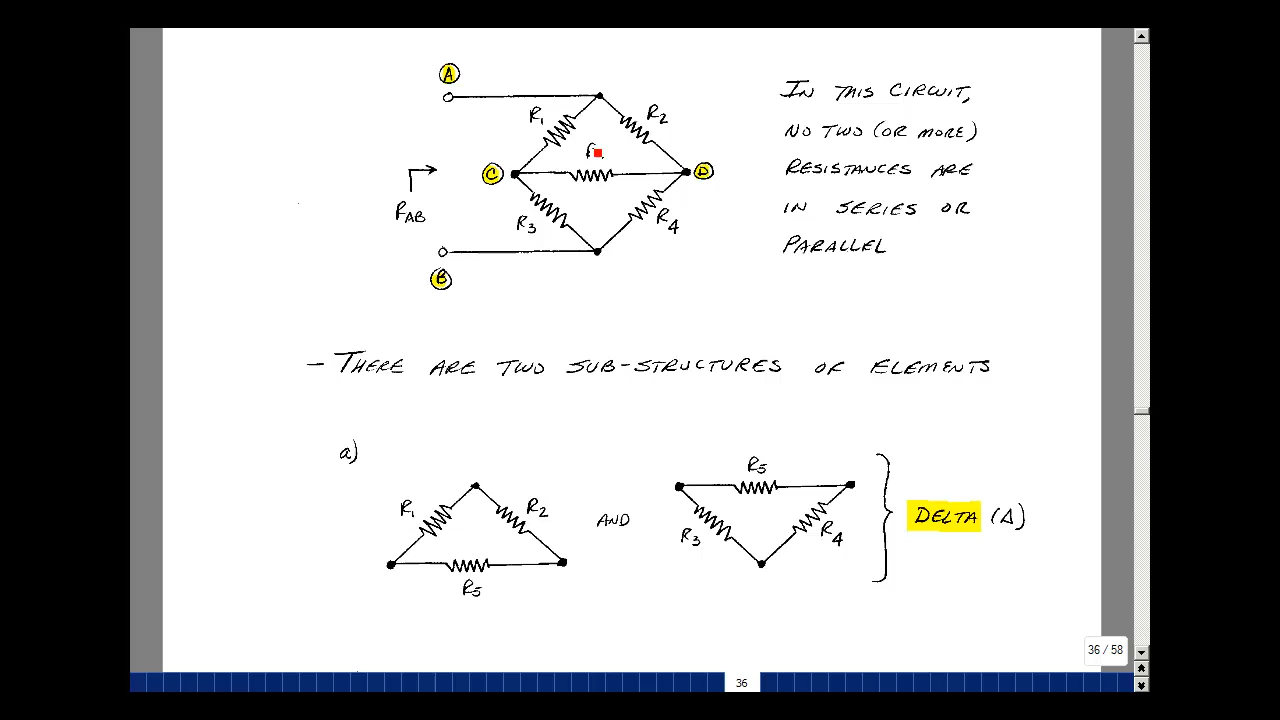 A
R1
R2
C
D
RAB
R3
R4
B
IN THIS CIRCUIT,
NO TWO (OR MORE)
RESISTANCES ARE
IN SERIES OR
PARALLEL
- THERE ARE TWO SUB-STRUCTURES OF ELEMENTS
a)
R1
R2
R5
AND
R5
R3
R4
DELTA (Δ)
36 / 58
36